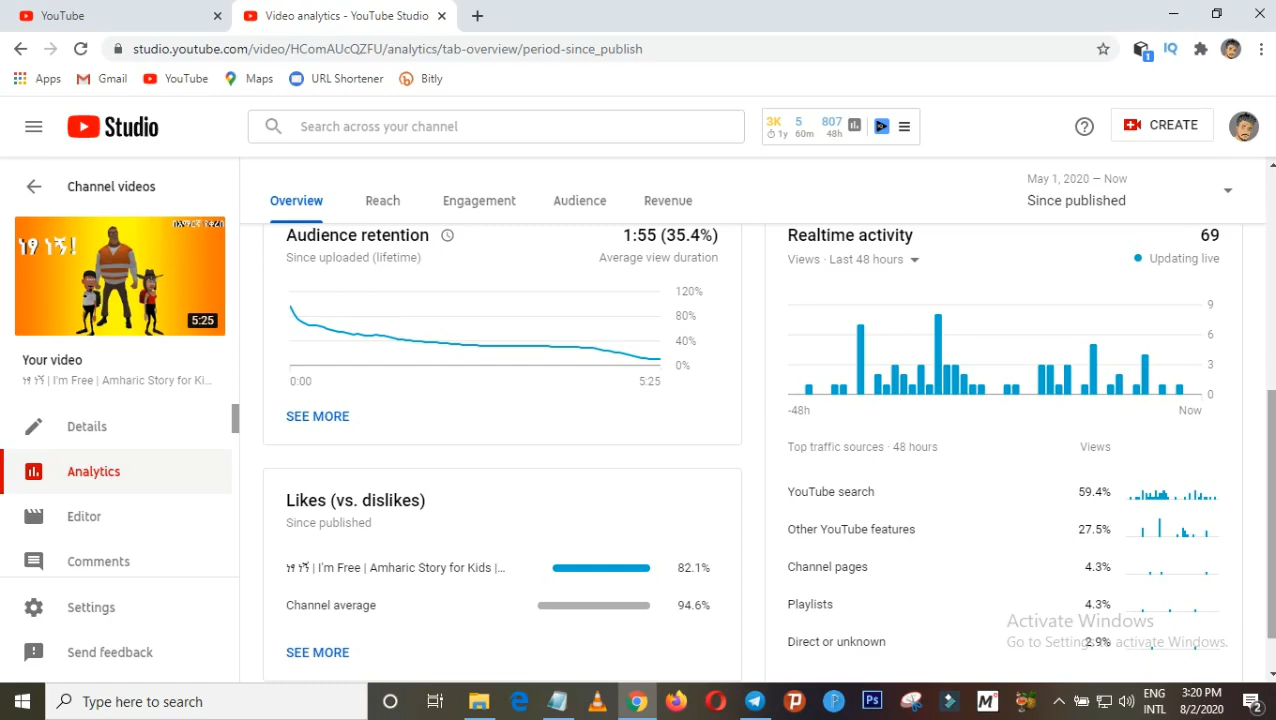 YouTube
Video analytics - YouTube Studio
studio.youtube.com/video/HComAUcQZFU/analytics/tab-overview/period-since_publish
Apps Gmail YouTube Maps URL Shortener Bitly
Studio
Search across your channel
3K 5 807
1y 60m 48h
CREATE
Channel videos
ነፃ ነኝ!
5:25
Your video
ነፃ ነኝ | I'm Free | Amharic Story for Ki...
Details
Analytics
Editor
Comments
Settings
Send feedback
Overview Reach Engagement Audience Revenue
May 1, 2020 — Now
Since published
Audience retention 1:55 (35.4%)
Since uploaded (lifetime) Average view duration
120%
80%
40%
0%
0:00 5:25
SEE MORE
Likes (vs. dislikes)
Since published
ነፃ ነኝ | I'm Free | Amharic Story for Kids |... 82.1%
Channel average 94.6%
SEE MORE
Realtime activity 69
Views · Last 48 hours Updating live
9
6
3
0
-48h Now
Top traffic sources · 48 hours Views
YouTube search 59.4%
Other YouTube features 27.5%
Channel pages 4.3%
Playlists 4.3%
Direct or unknown 2.9%
Activate Windows
Go to Settings to activate Windows.
Type here to search
ENG
INTL
3:20 PM
8/2/2020
2